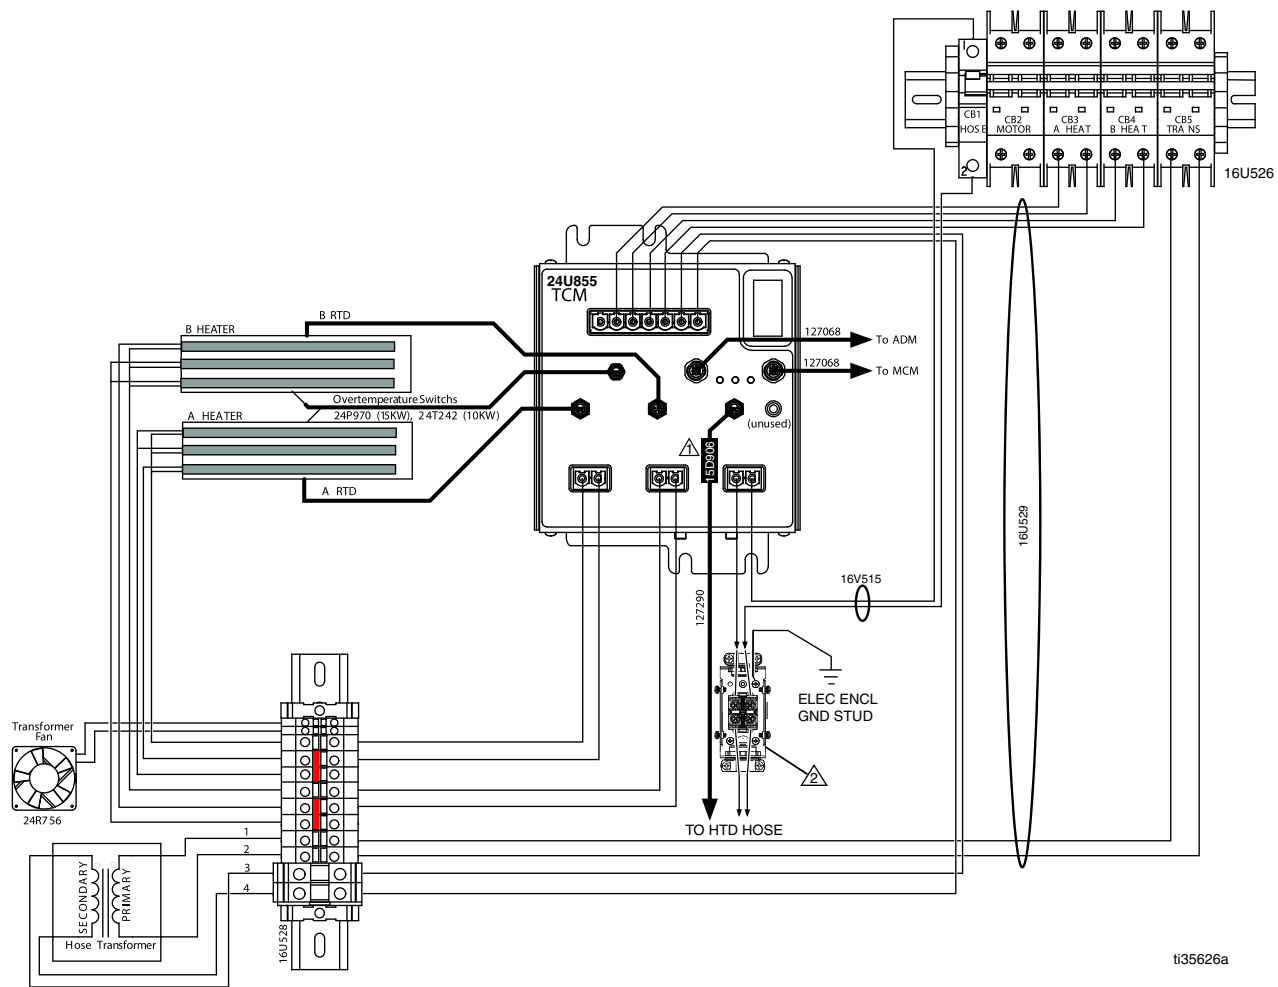 1
CB1
HOSE
CB2
MOTOR
CB3
A HEAT
CB4
B HEAT
CB5
TRANS
2
16U526
24U855
TCM
B RTD
B HEATER
127068
To ADM
127068
To MCM
Overtemperature Switchs
24P970 (15KW), 24T242 (10KW)
A HEATER
(unused)
1
15D906
A RTD
16U529
16V515
127290
ELEC ENCL
GND STUD
Transformer
Fan
2
24R756
TO HTD HOSE
1
2
3
4
SECONDARY
PRIMARY
Hose Transformer
16U528
ti35626a